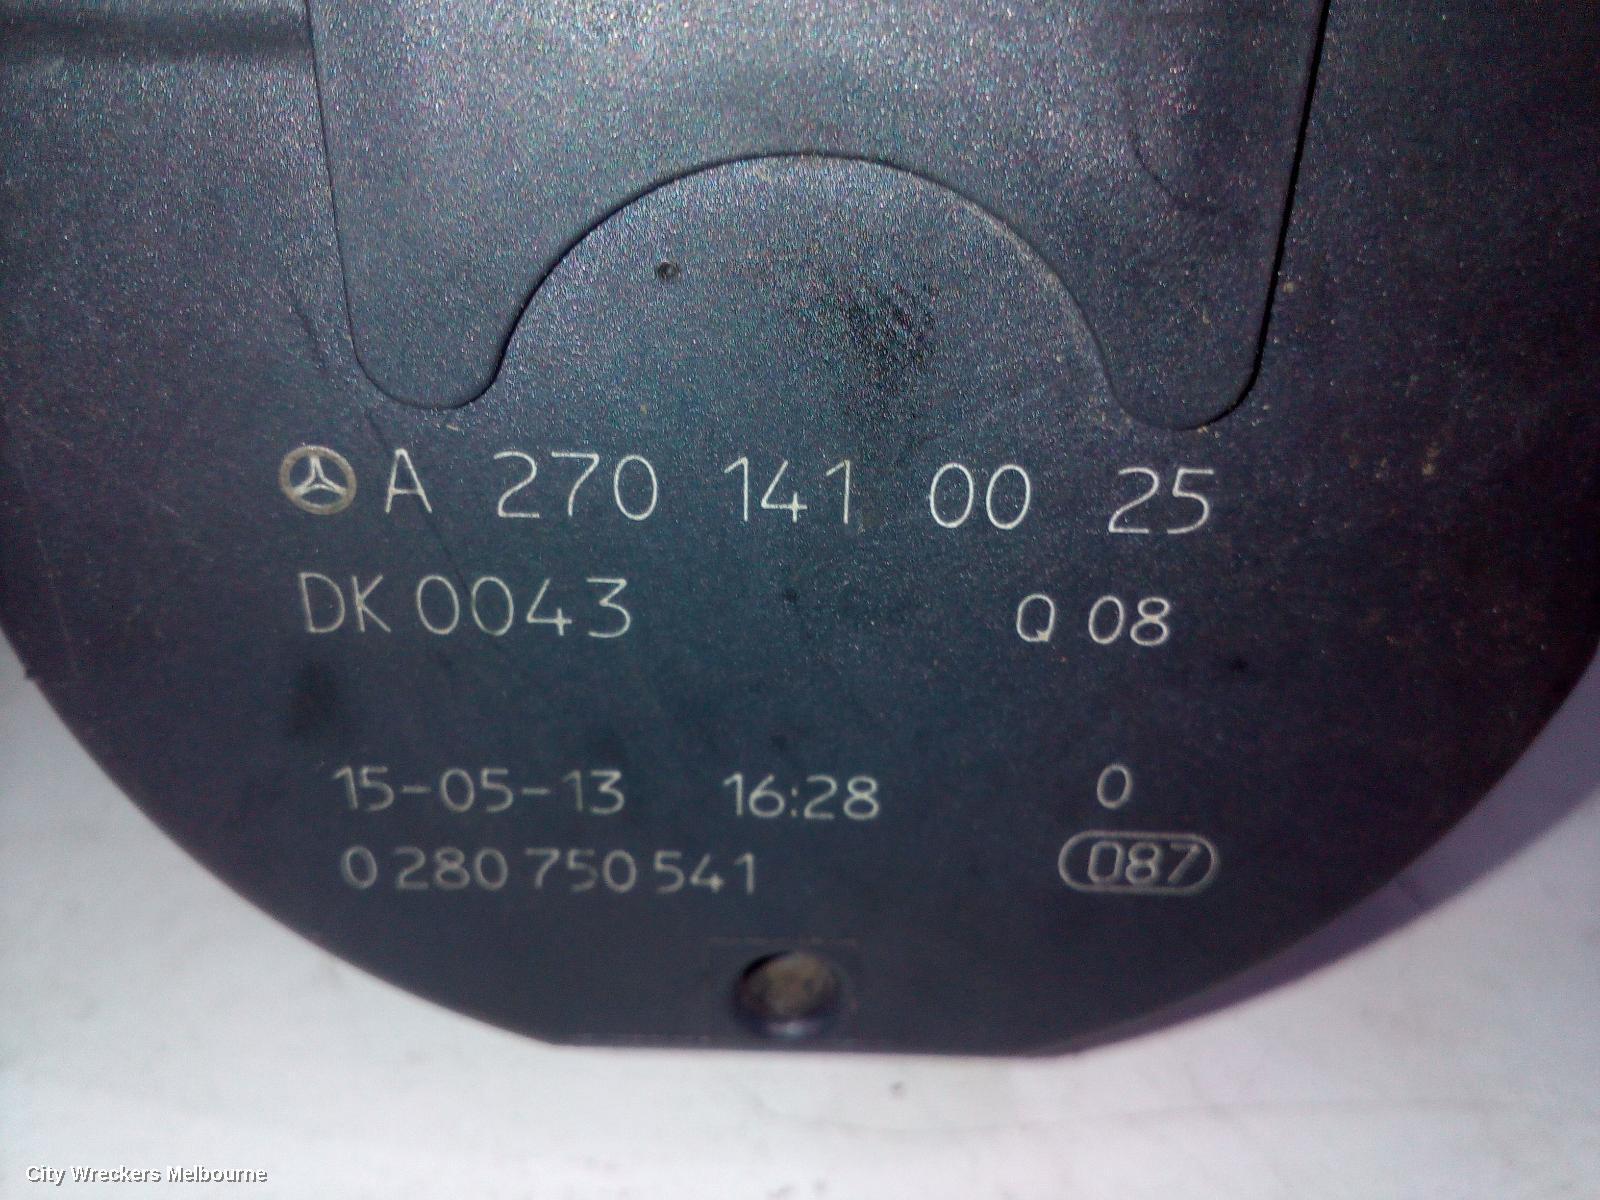 A 270 141 00 25
DK 0043 Q 08
15-05-13 16:28 0
0 280 750 541 087
City Wreckers Melbourne